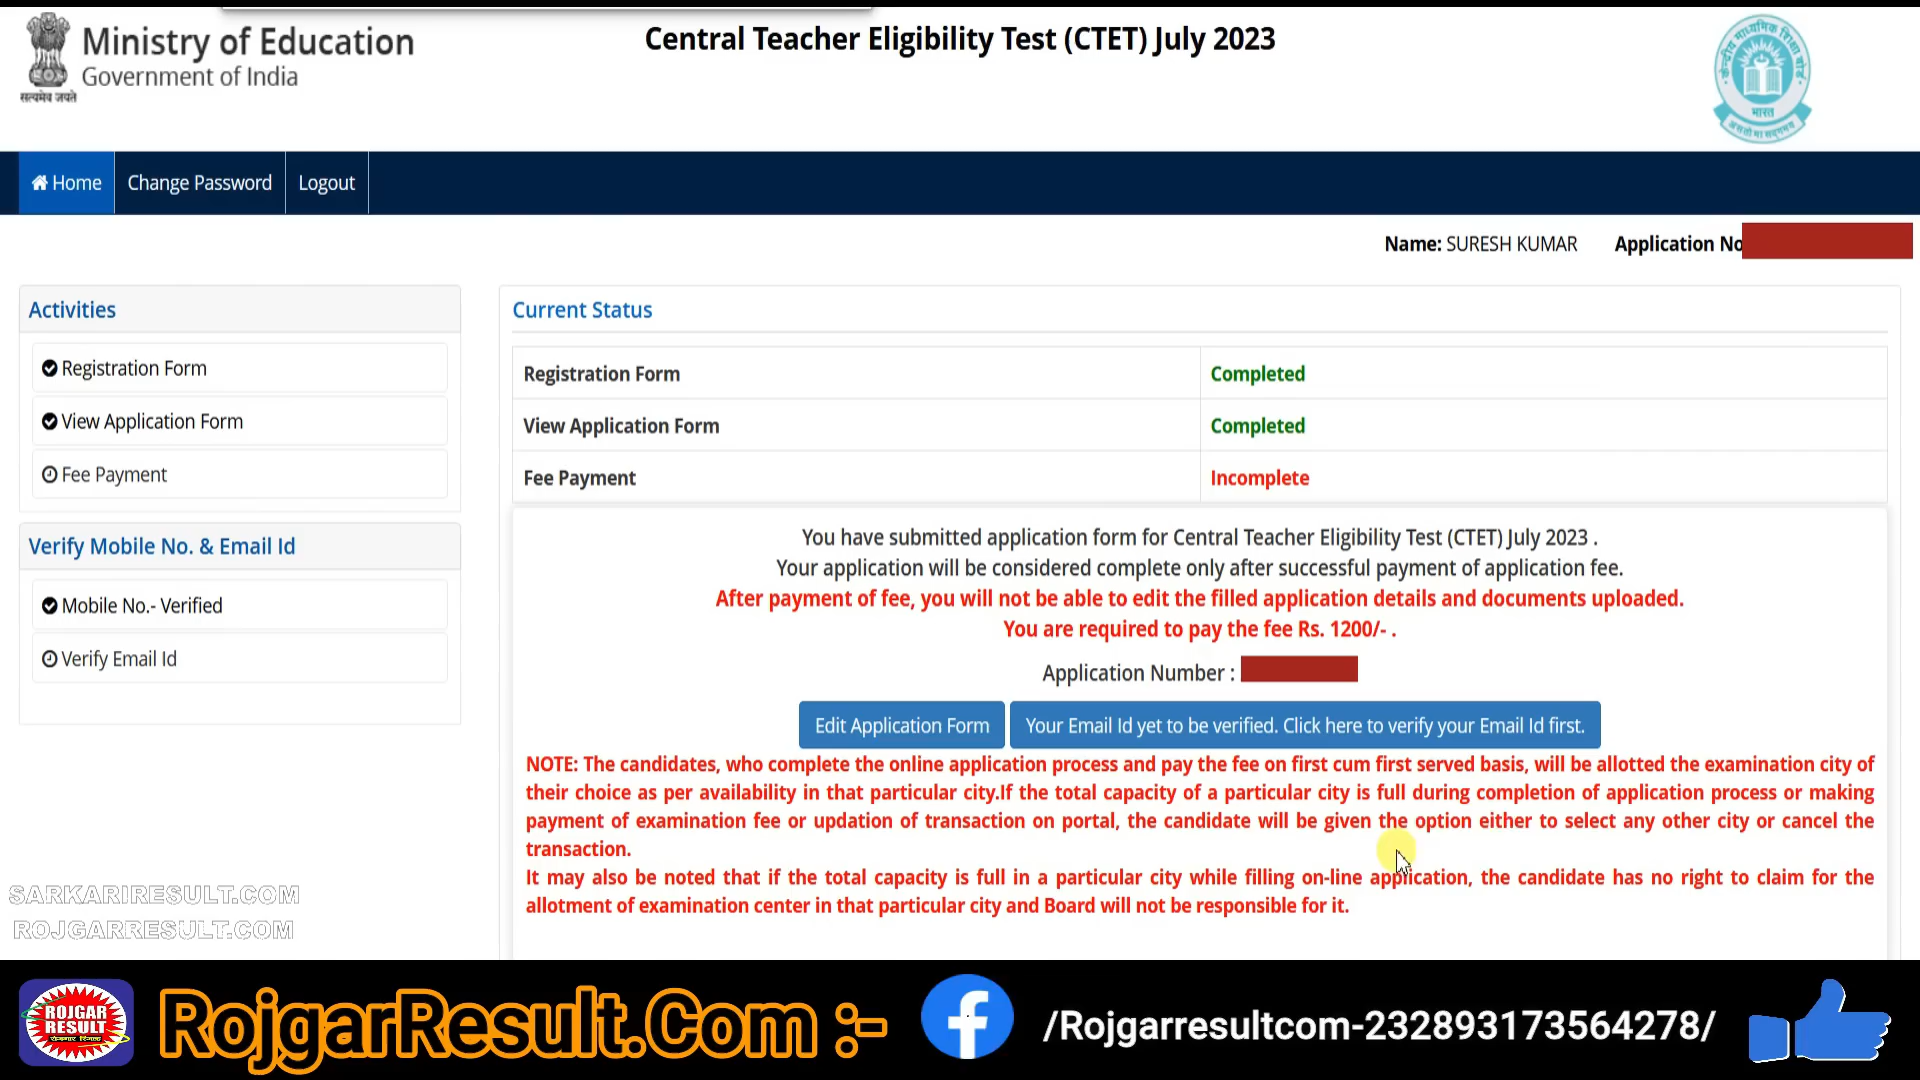 Ministry of Education
Government of India
सत्यमेव जयते
Central Teacher Eligibility Test (CTET) July 2023
केन्द्रीय माध्यमिक शिक्षा बोर्ड
भारत
असतो मा सद्गमय
Home
Change Password
Logout
Name: SURESH KUMAR
Application No
Activities
Registration Form
View Application Form
Fee Payment
Verify Mobile No. & Email Id
Mobile No.- Verified
Verify Email Id
Current Status
Registration Form Completed
View Application Form Completed
Fee Payment Incomplete
You have submitted application form for Central Teacher Eligibility Test (CTET) July 2023 .
Your application will be considered complete only after successful payment of application fee.
After payment of fee, you will not be able to edit the filled application details and documents uploaded.
You are required to pay the fee Rs. 1200/- .
Application Number :
Edit Application Form
Your Email Id yet to be verified. Click here to verify your Email Id first.
NOTE: The candidates, who complete the online application process and pay the fee on first cum first served basis, will be allotted the examination city of
their choice as per availability in that particular city.If the total capacity of a particular city is full during completion of application process or making
payment of examination fee or updation of transaction on portal, the candidate will be given the option either to select any other city or cancel the
transaction.
It may also be noted that if the total capacity is full in a particular city while filling on-line application, the candidate has no right to claim for the
allotment of examination center in that particular city and Board will not be responsible for it.
SARKARIRESULT.COM
ROJGARRESULT.COM
ROJGAR
RESULT
रोजगार रिजल्ट
RojgarResult.Com :-
/Rojgarresultcom-232893173564278/